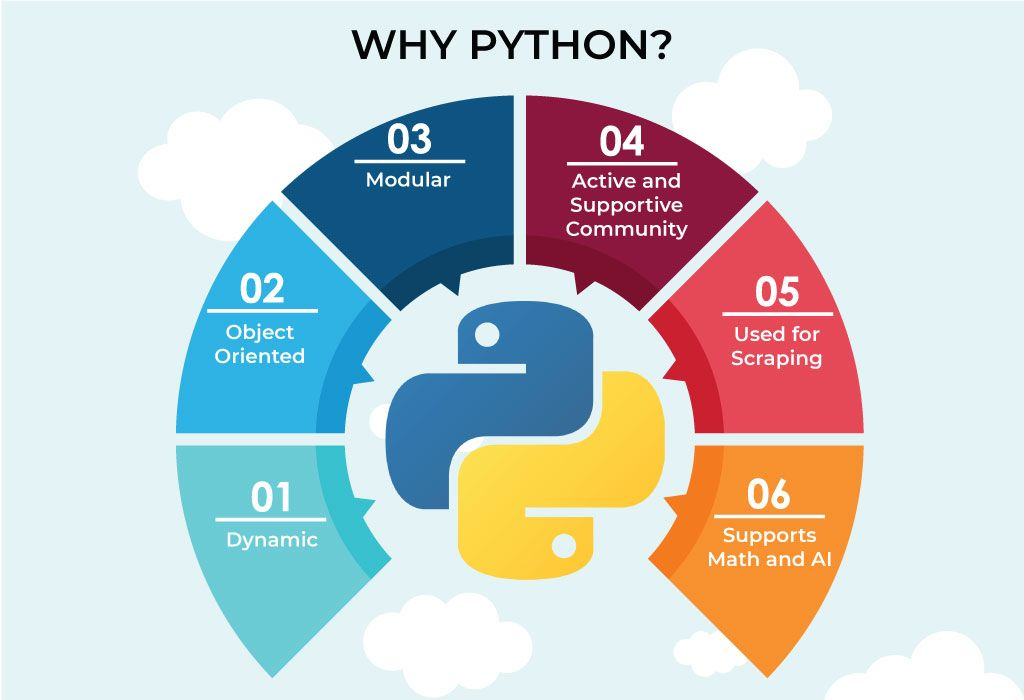 WHY PYTHON?
01
Dynamic
02
Object
Oriented
03
Modular
04
Active and
Supportive
Community
05
Used for
Scraping
06
Supports
Math and AI